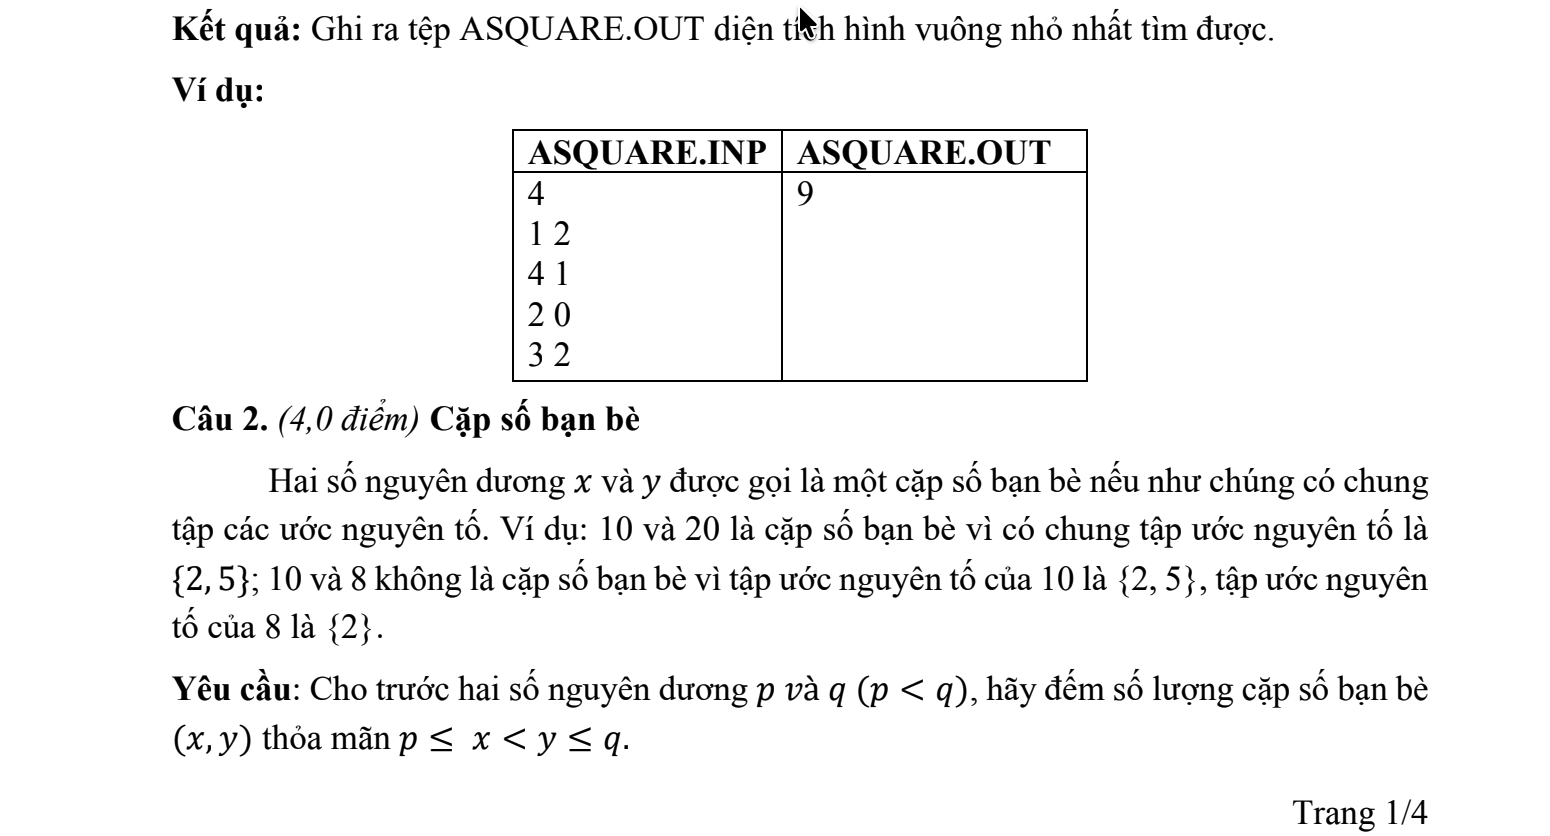 Kết quả: Ghi ra tệp ASQUARE.OUT diện tích hình vuông nhỏ nhất tìm được.
Ví dụ:
ASQUARE.INP ASQUARE.OUT
4 9
1 2
4 1
2 0
3 2
Câu 2. (4,0 điểm) Cặp số bạn bè
Hai số nguyên dương x và y được gọi là một cặp số bạn bè nếu như chúng có chung
tập các ước nguyên tố. Ví dụ: 10 và 20 là cặp số bạn bè vì có chung tập ước nguyên tố là
{2, 5}; 10 và 8 không là cặp số bạn bè vì tập ước nguyên tố của 10 là {2, 5}, tập ước nguyên
tố của 8 là {2}.
Yêu cầu: Cho trước hai số nguyên dương p và q (p < q), hãy đếm số lượng cặp số bạn bè
(x, y) thỏa mãn p ≤ x < y ≤ q.
Trang 1/4